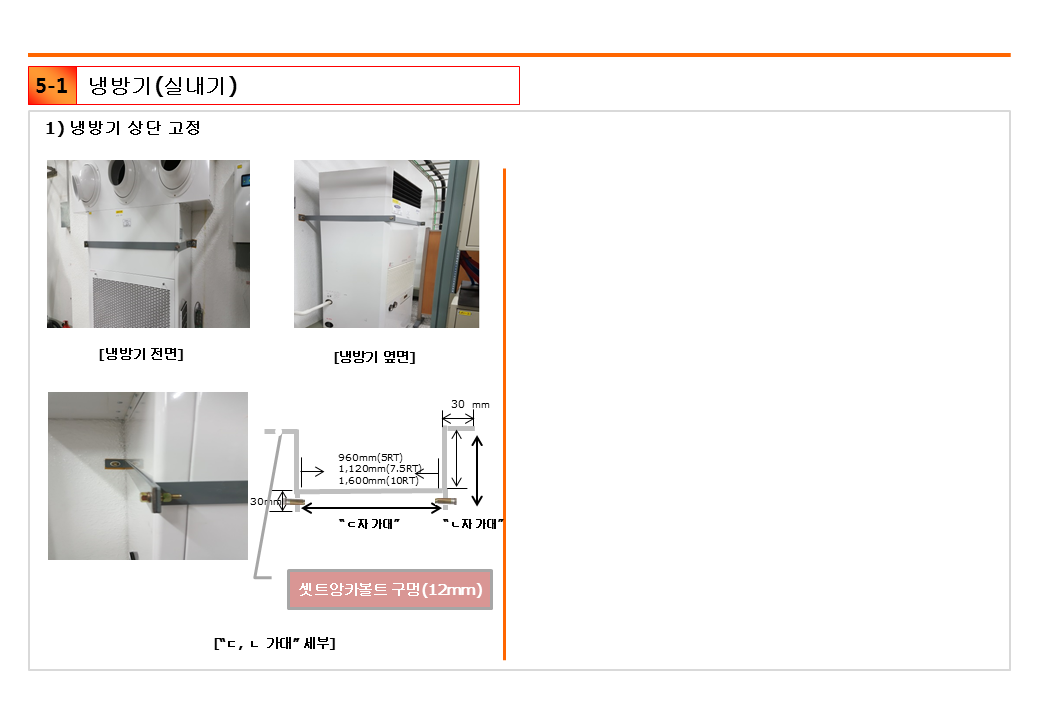 5-1 냉방기(실내기)
1) 냉방기 상단 고정
[냉방기 전면]
[냉방기 옆면]
30 mm
960mm(5RT)
1,120mm(7.5RT)
1,600mm(10RT)
30mm
“ㄷ자 가대”
“ㄴ자 가대”
셋트앙카볼트 구멍(12mm)
[“ㄷ, ㄴ 가대” 세부]